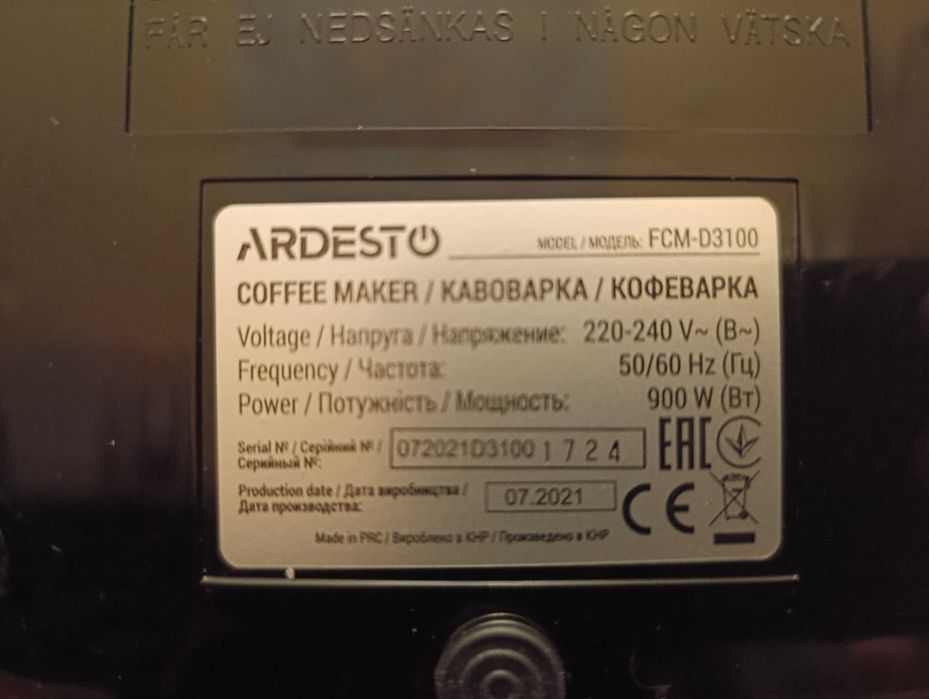 FÅR EJ NEDSÄNKAS I NÅGON VÄTSKA
ARDESTO
MODEL / МОДЕЛЬ: FCM-D3100
COFFEE MAKER / КАВОВАРКА / КОФЕВАРКА
Voltage / Напруга / Напряжение: 220-240 V~ (В~)
Frequency / Частота: 50/60 Hz (Гц)
Power / Потужність / Мощность: 900 W (Вт)
Serial № / Серійний № /
Серийный №:
072021D3100 1 7 2 4
EAC
Production date / Дата виробництва /
Дата производства:
07.2021
CE
Made in PRC / Вироблено в КНР / Произведено в КНР